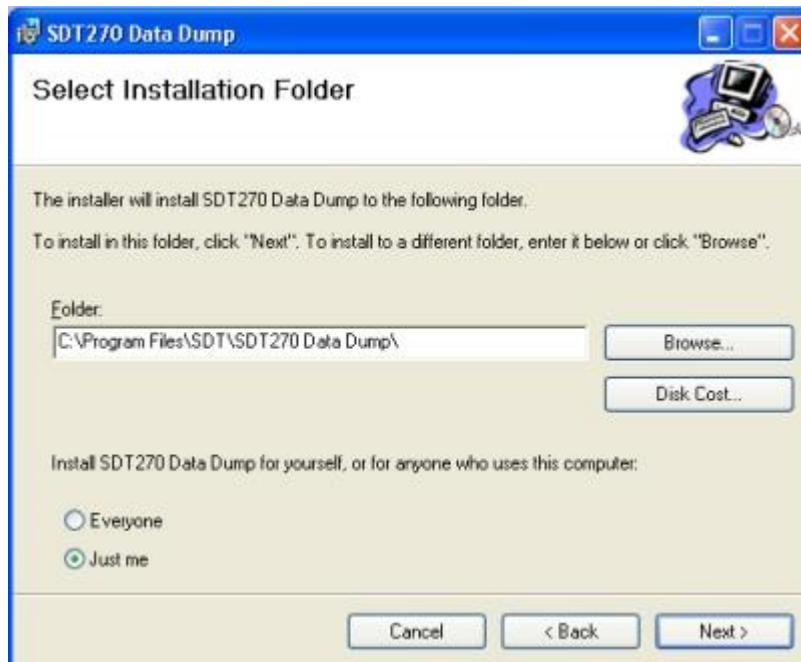 SDT270 Data Dump
Select Installation Folder
The installer will install SDT270 Data Dump to the following folder.
To install in this folder, click "Next". To install to a different folder, enter it below or click "Browse".
Folder:
C:\Program Files\SDT\SDT270 Data Dump\
Browse...
Disk Cost...
Install SDT270 Data Dump for yourself, or for anyone who uses this computer:
Everyone
Just me
Cancel
< Back
Next >